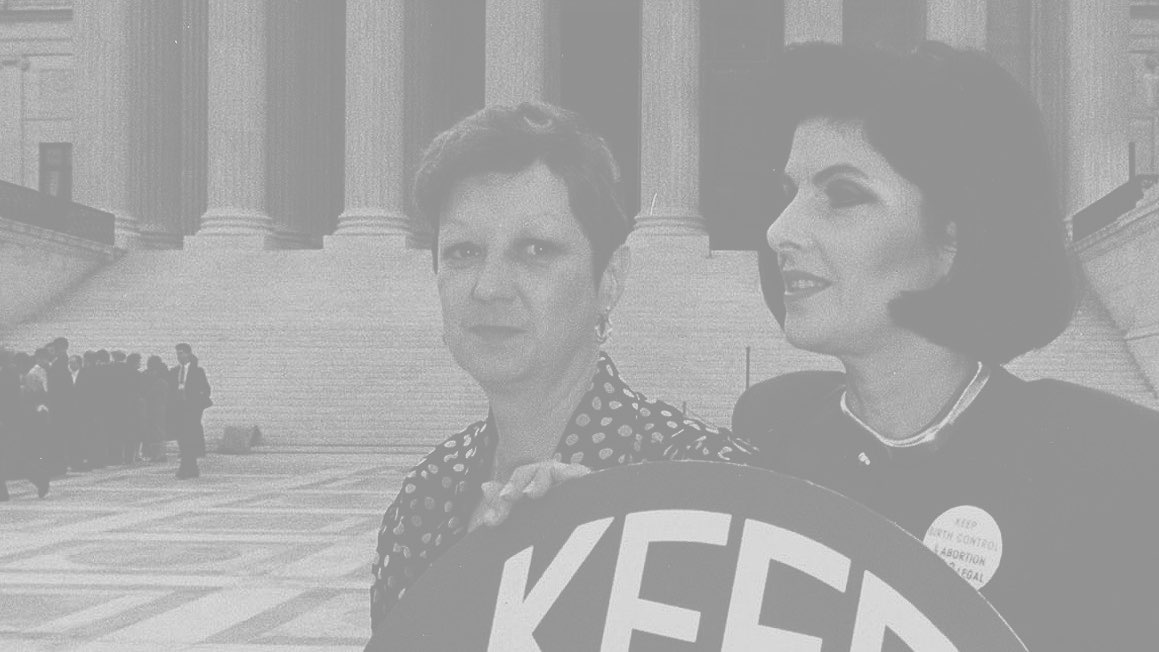 KEEP
KEEP
BIRTH CONTROL
&ABORTION
LEGAL